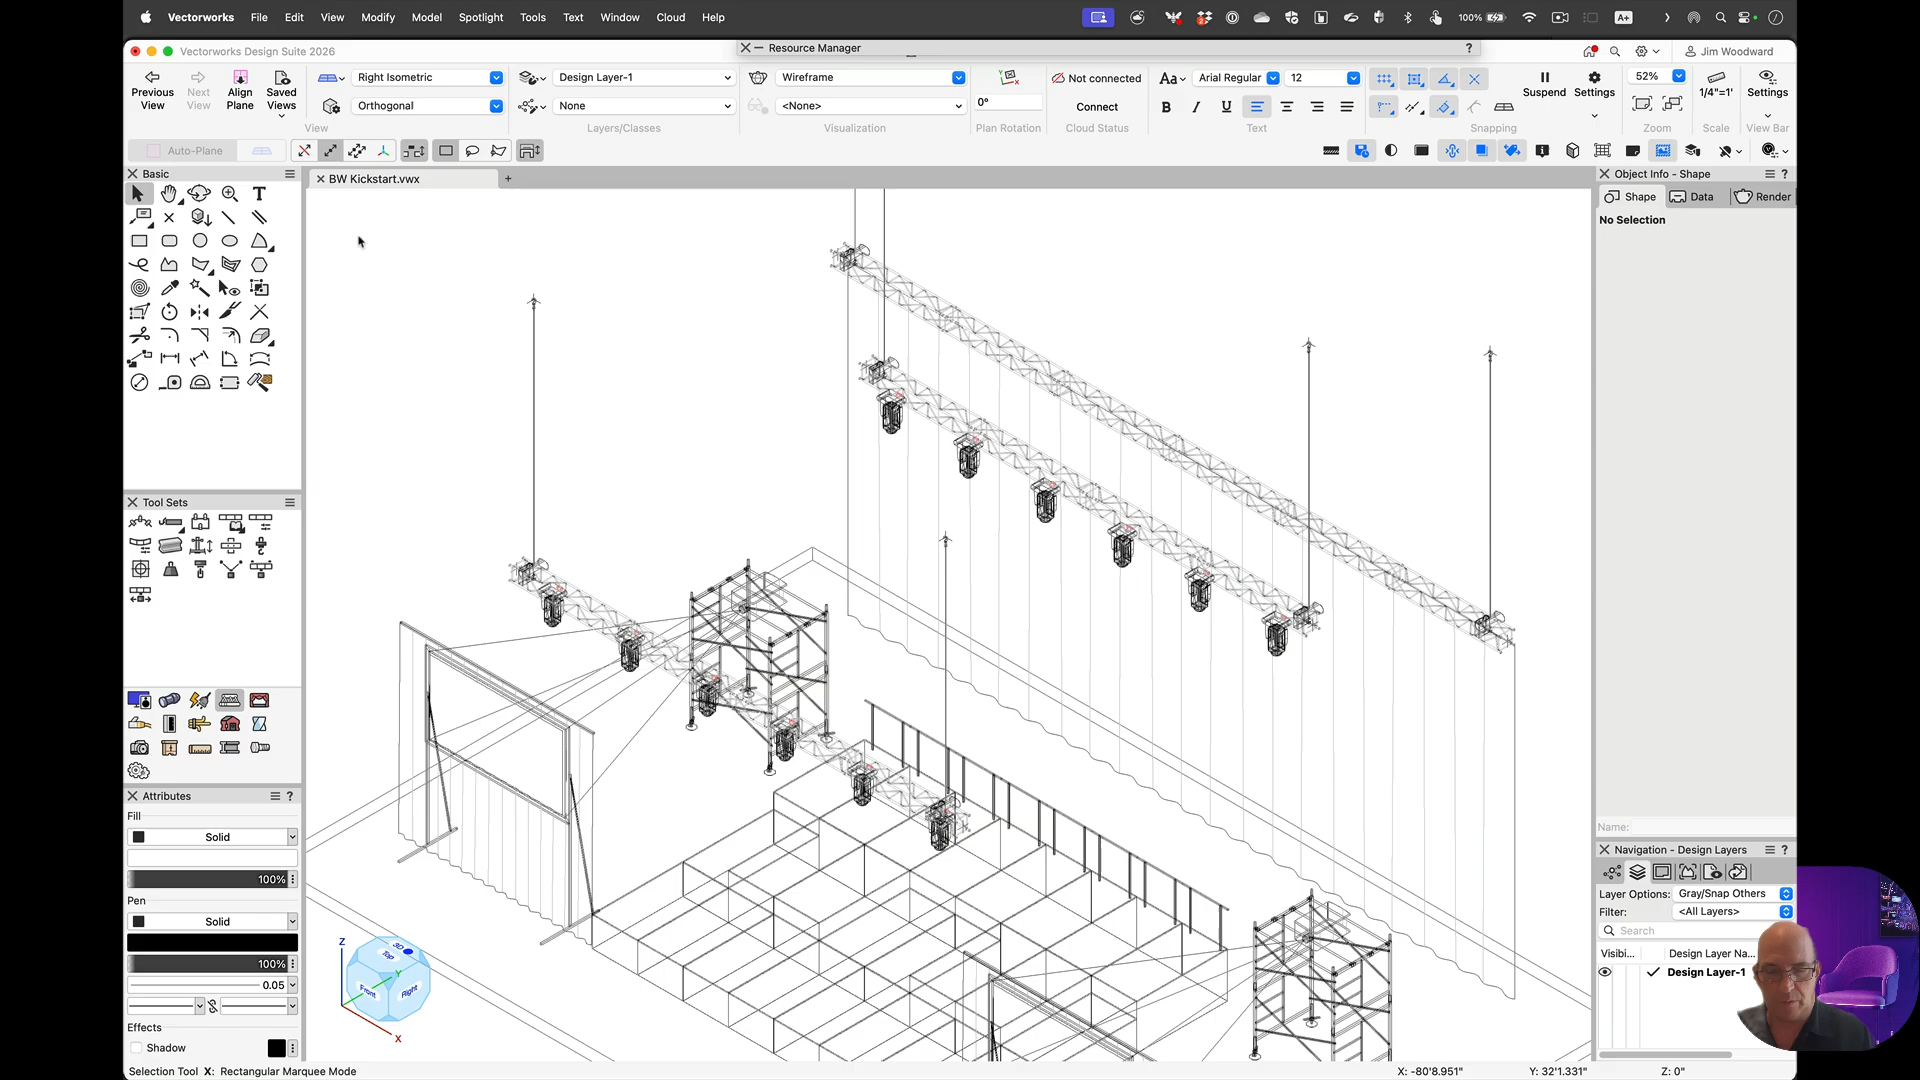 Vectorworks File Edit View Modify Model Spotlight Tools Text Window Cloud Help
100%
A+
Vectorworks Design Suite 2026
Resource Manager
?
Jim Woodward
Previous View
Next View
Align Plane
Saved Views
Right Isometric
Orthogonal
View
Design Layer-1
None
Layers/Classes
Wireframe
<None>
Visualization
0°
Plan Rotation
Not connected
Connect
Cloud Status
Aa
Arial Regular
12
B I U
Text
Snapping
Suspend
Settings
52%
Zoom
1/4"=1'
Scale
Settings
View Bar
Auto-Plane
Basic
BW Kickstart.vwx
+
T
Tool Sets
Attributes
?
Fill
Solid
100%
Pen
Solid
100%
0.05
Effects
Shadow
Z
3D
Top
Y
Front
Right
X
Object Info - Shape
?
Shape
Data
Render
No Selection
Name:
Navigation - Design Layers
?
Layer Options: Gray/Snap Others
Filter: <All Layers>
Search
Visibi...
Design Layer Na...
Design Layer-1
Selection Tool X: Rectangular Marquee Mode
X: -80'8.951"
Y: 32'1.331"
Z: 0"